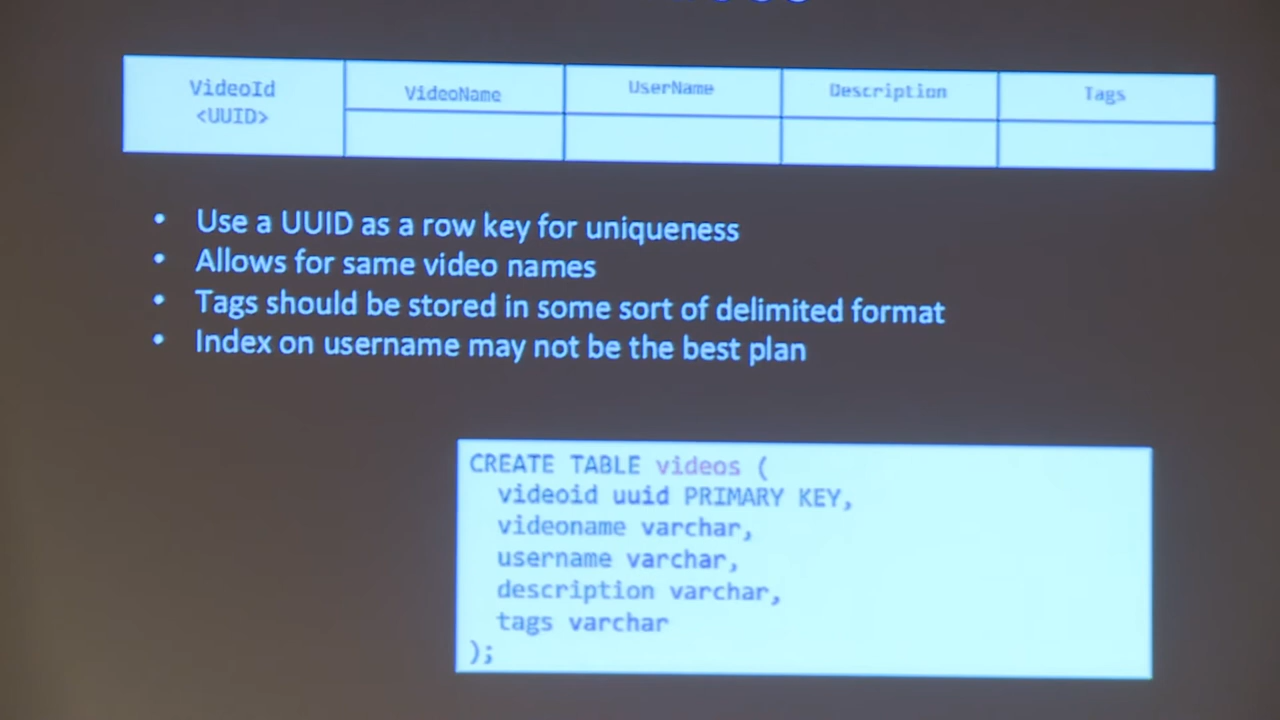 VideoId
<UUID>
VideoName
UserName
Description
Tags
• Use a UUID as a row key for uniqueness
• Allows for same video names
• Tags should be stored in some sort of delimited format
• Index on username may not be the best plan
CREATE TABLE videos (
videoid uuid PRIMARY KEY,
videoname varchar,
username varchar,
description varchar,
tags varchar
);